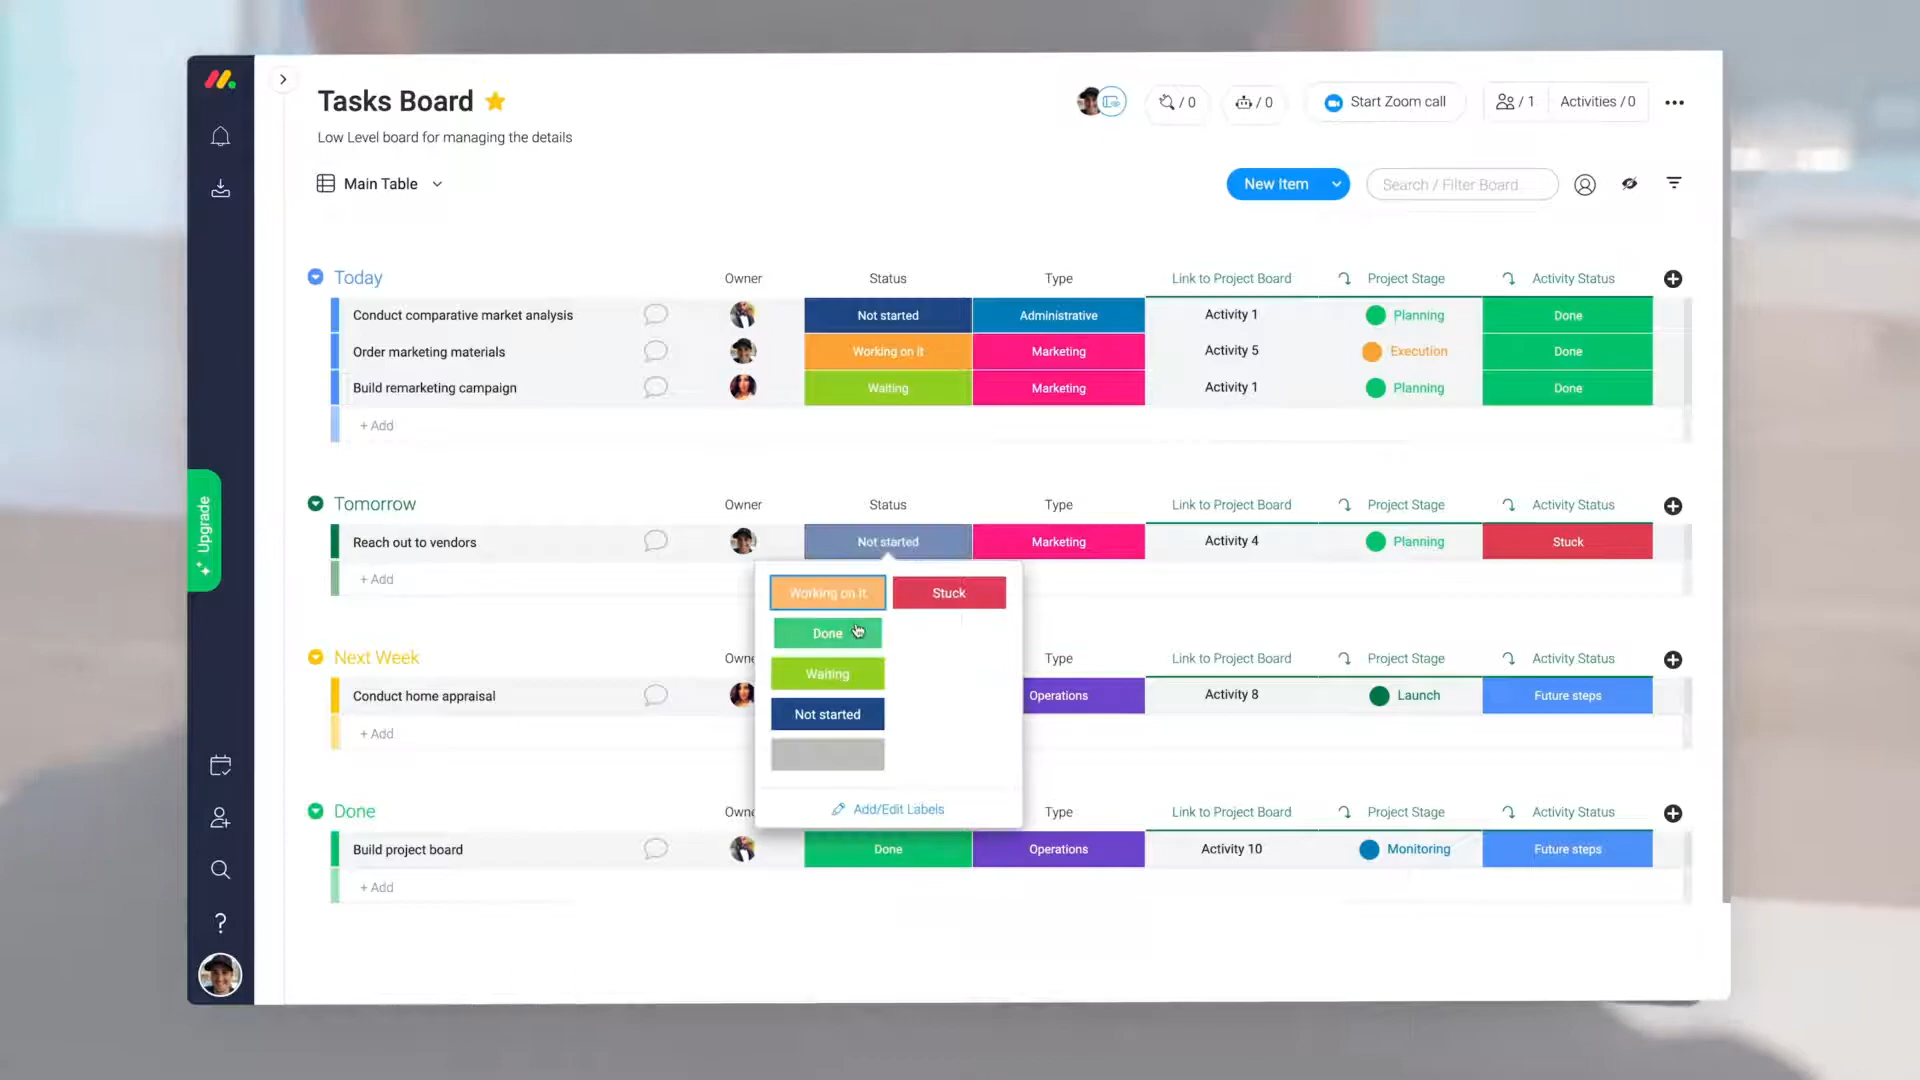 Tasks Board
/ 0
/ 0
Start Zoom call
/ 1
Activities / 0
Low Level board for managing the details
Main Table
New Item
Search / Filter Board
Today
Owner
Status
Type
Link to Project Board
Project Stage
Activity Status
Conduct comparative market analysis
Not started
Administrative
Activity 1
Planning
Done
Order marketing materials
Working on it
Marketing
Activity 5
Execution
Done
Build remarketing campaign
Waiting
Marketing
Activity 1
Planning
Done
+ Add
Upgrade
Tomorrow
Owner
Status
Type
Link to Project Board
Project Stage
Activity Status
Reach out to vendors
Not started
Marketing
Activity 4
Planning
Stuck
+ Add
Working on it
Stuck
Done
Waiting
Not started
Add/Edit Labels
Next Week
Owne
Type
Link to Project Board
Project Stage
Activity Status
Conduct home appraisal
Operations
Activity 8
Launch
Future steps
+ Add
Done
Owne
Type
Link to Project Board
Project Stage
Activity Status
Build project board
Done
Operations
Activity 10
Monitoring
Future steps
+ Add